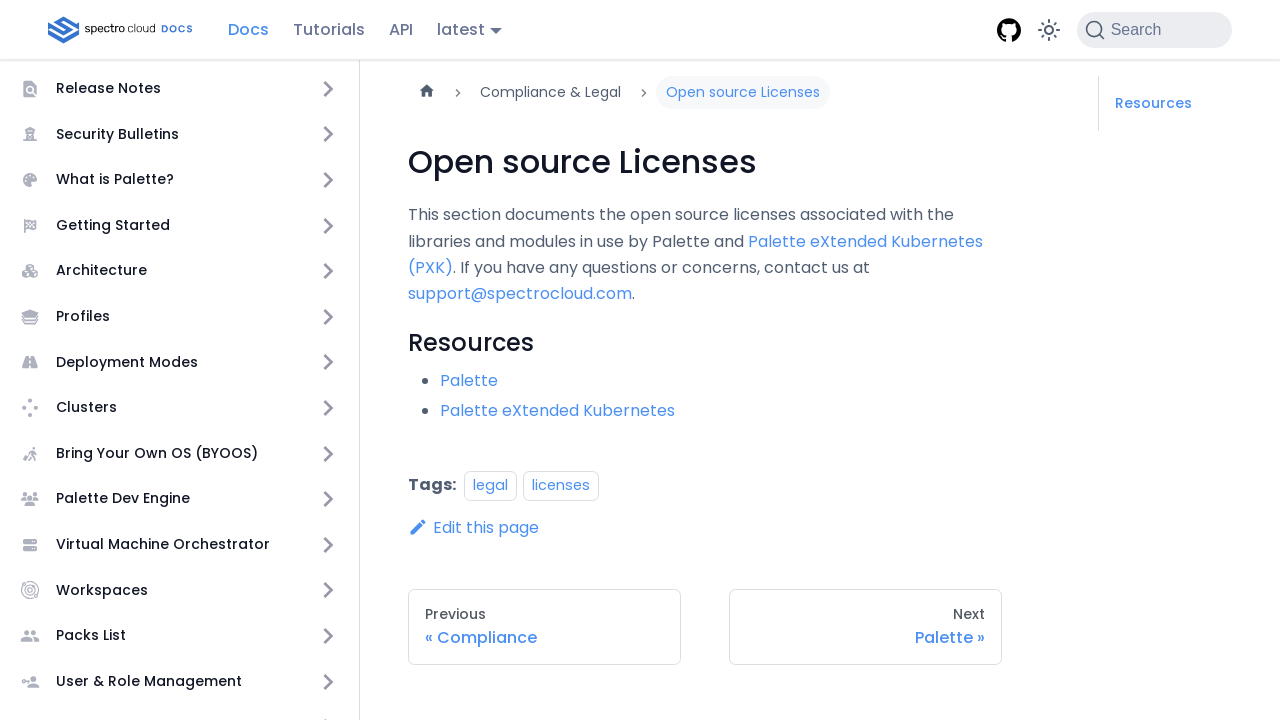 spectro cloud DOCS
Docs
Tutorials
API
latest
Search
Release Notes
Security Bulletins
What is Palette?
Getting Started
Architecture
Profiles
Deployment Modes
Clusters
Bring Your Own OS (BYOOS)
Palette Dev Engine
Virtual Machine Orchestrator
Workspaces
Packs List
User & Role Management
Compliance & Legal
Open source Licenses
Open source Licenses
This section documents the open source licenses associated with the
libraries and modules in use by Palette and Palette eXtended Kubernetes
(PXK). If you have any questions or concerns, contact us at
support@spectrocloud.com.
Resources
Palette
Palette eXtended Kubernetes
Tags: legal licenses
Edit this page
Previous
« Compliance
Next
Palette »
Resources